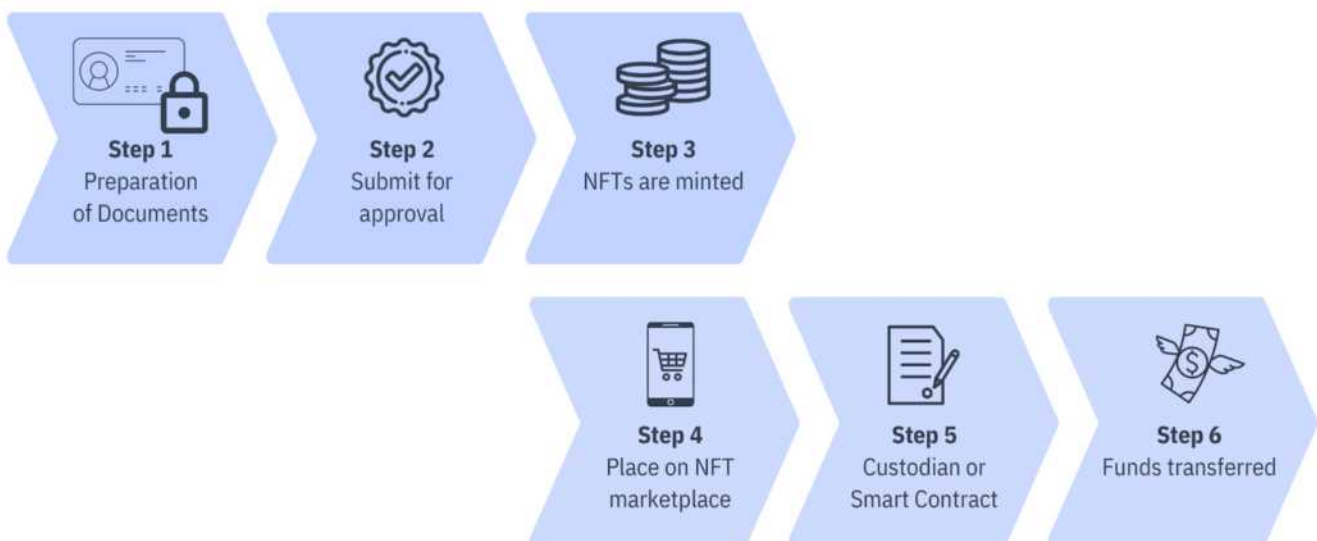 Step 1
Preparation
of Documents
Step 2
Submit for
approval
Step 3
NFTs are minted
Step 4
Place on NFT
marketplace
Step 5
Custodian or
Smart Contract
Step 6
Funds transferred